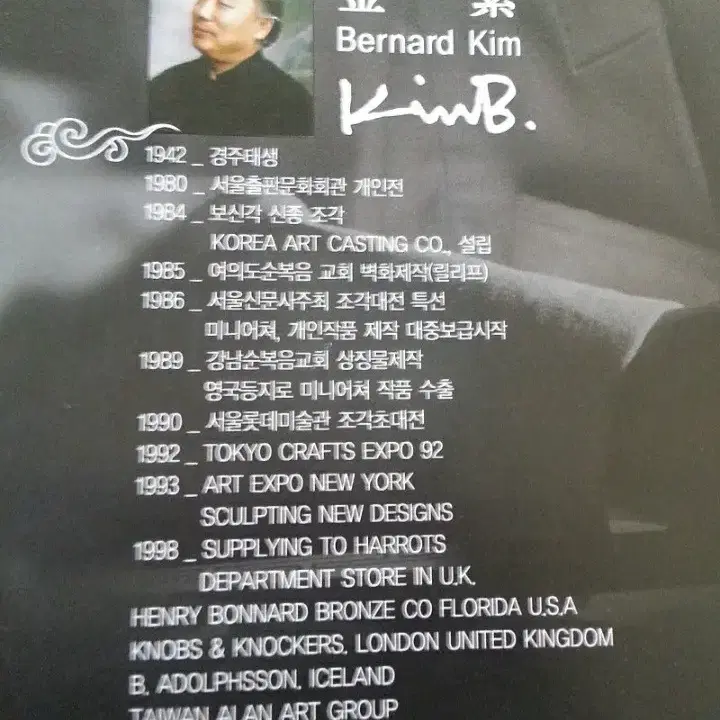 金 素
Bernard Kim
KimB.
1942 _ 경주태생
1980 _ 서울출판문화회관 개인전
1984 _ 보신각 신종 조각
KOREA ART CASTING CO., 설립
1985 _ 여의도순복음 교회 벽화제작(릴리프)
1986 _ 서울신문사주최 조각대전 특선
미니어쳐, 개인작품 제작 대중보급시작
1989 _ 강남순복음교회 상징물제작
영국등지로 미니어쳐 작품 수출
1990 _ 서울롯데미술관 조각초대전
1992 _ TOKYO CRAFTS EXPO 92
1993 _ ART EXPO NEW YORK
SCULPTING NEW DESIGNS
1998 _ SUPPLYING TO HARROTS
DEPARTMENT STORE IN U.K.
HENRY BONNARD BRONZE CO FLORIDA U.S.A
KNOBS & KNOCKERS. LONDON UNITED KINGDOM
B. ADOLPHSSON. ICELAND
TAIWAN ALAN ART GROUP